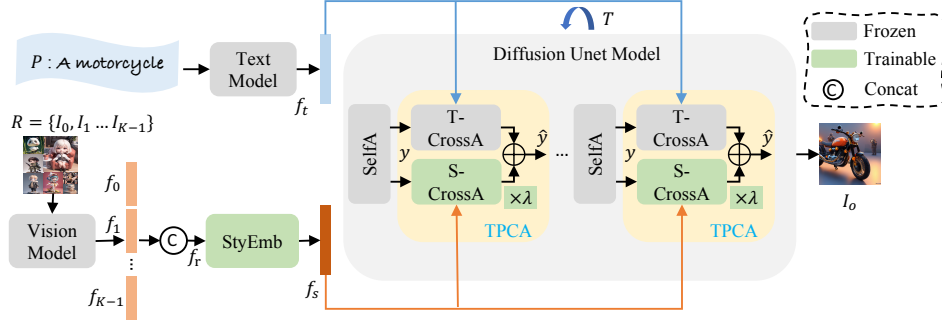 P : A motorcycle
Text
Model
f_t
R = {I_0, I_1 ... I_{K-1}}
Vision
Model
f_0
f_1
⋮
f_{K-1}
C
f_r
StyEmb
f_s
T
Diffusion Unet Model
SelfA
y
T-
CrossA
S-
CrossA
ŷ
×λ
TPCA
...
SelfA
y
T-
CrossA
S-
CrossA
ŷ
×λ
TPCA
I_o
Frozen
Trainable
C Concat